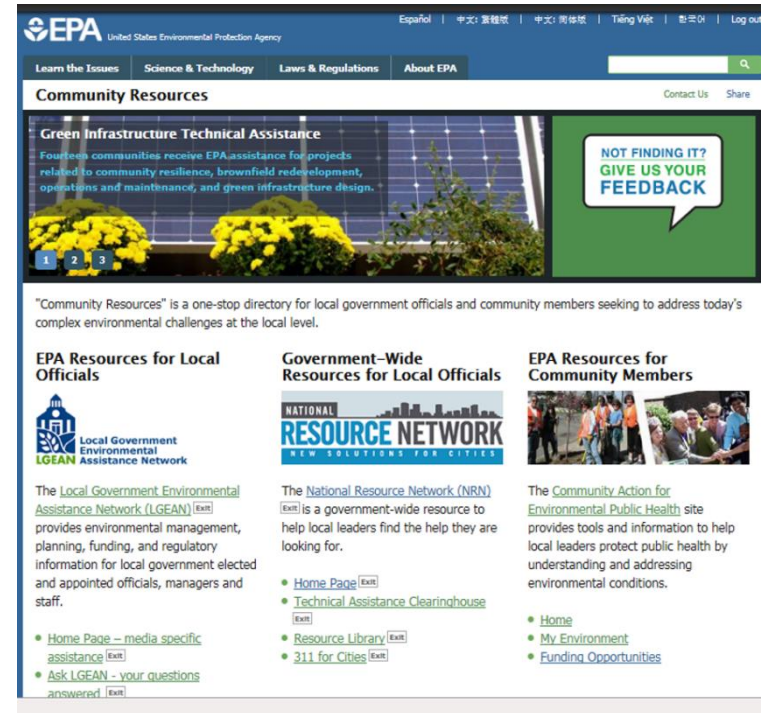 EPA United States Environmental Protection Agency
Español | 中文: 繁體版 | 中文: 简体版 | Tiếng Việt | 한국어 | Log out
Learn the Issues Science & Technology Laws & Regulations About EPA
Community Resources
Contact Us Share
Green Infrastructure Technical Assistance
Fourteen communities receive EPA assistance for projects
related to community resilience, brownfield redevelopment,
operations and maintenance, and green infrastructure design.
1 2 3
NOT FINDING IT?
GIVE US YOUR
FEEDBACK
"Community Resources" is a one-stop directory for local government officials and community members seeking to address today's
complex environmental challenges at the local level.
EPA Resources for Local
Officials
Local Government
Environmental
LGEAN Assistance Network
The Local Government Environmental
Assistance Network (LGEAN) Exit
provides environmental management,
planning, funding, and regulatory
information for local government elected
and appointed officials, managers and
staff.
• Home Page – media specific
assistance Exit
• Ask LGEAN - your questions
answered Exit
Government-Wide
Resources for Local Officials
NATIONAL
RESOURCE NETWORK
NEW SOLUTIONS FOR CITIES
The National Resource Network (NRN)
Exit is a government-wide resource to
help local leaders find the help they are
looking for.
• Home Page Exit
• Technical Assistance Clearinghouse
Exit
• Resource Library Exit
• 311 for Cities Exit
EPA Resources for
Community Members
The Community Action for
Environmental Public Health site
provides tools and information to help
local leaders protect public health by
understanding and addressing
environmental conditions.
• Home
• My Environment
• Funding Opportunities